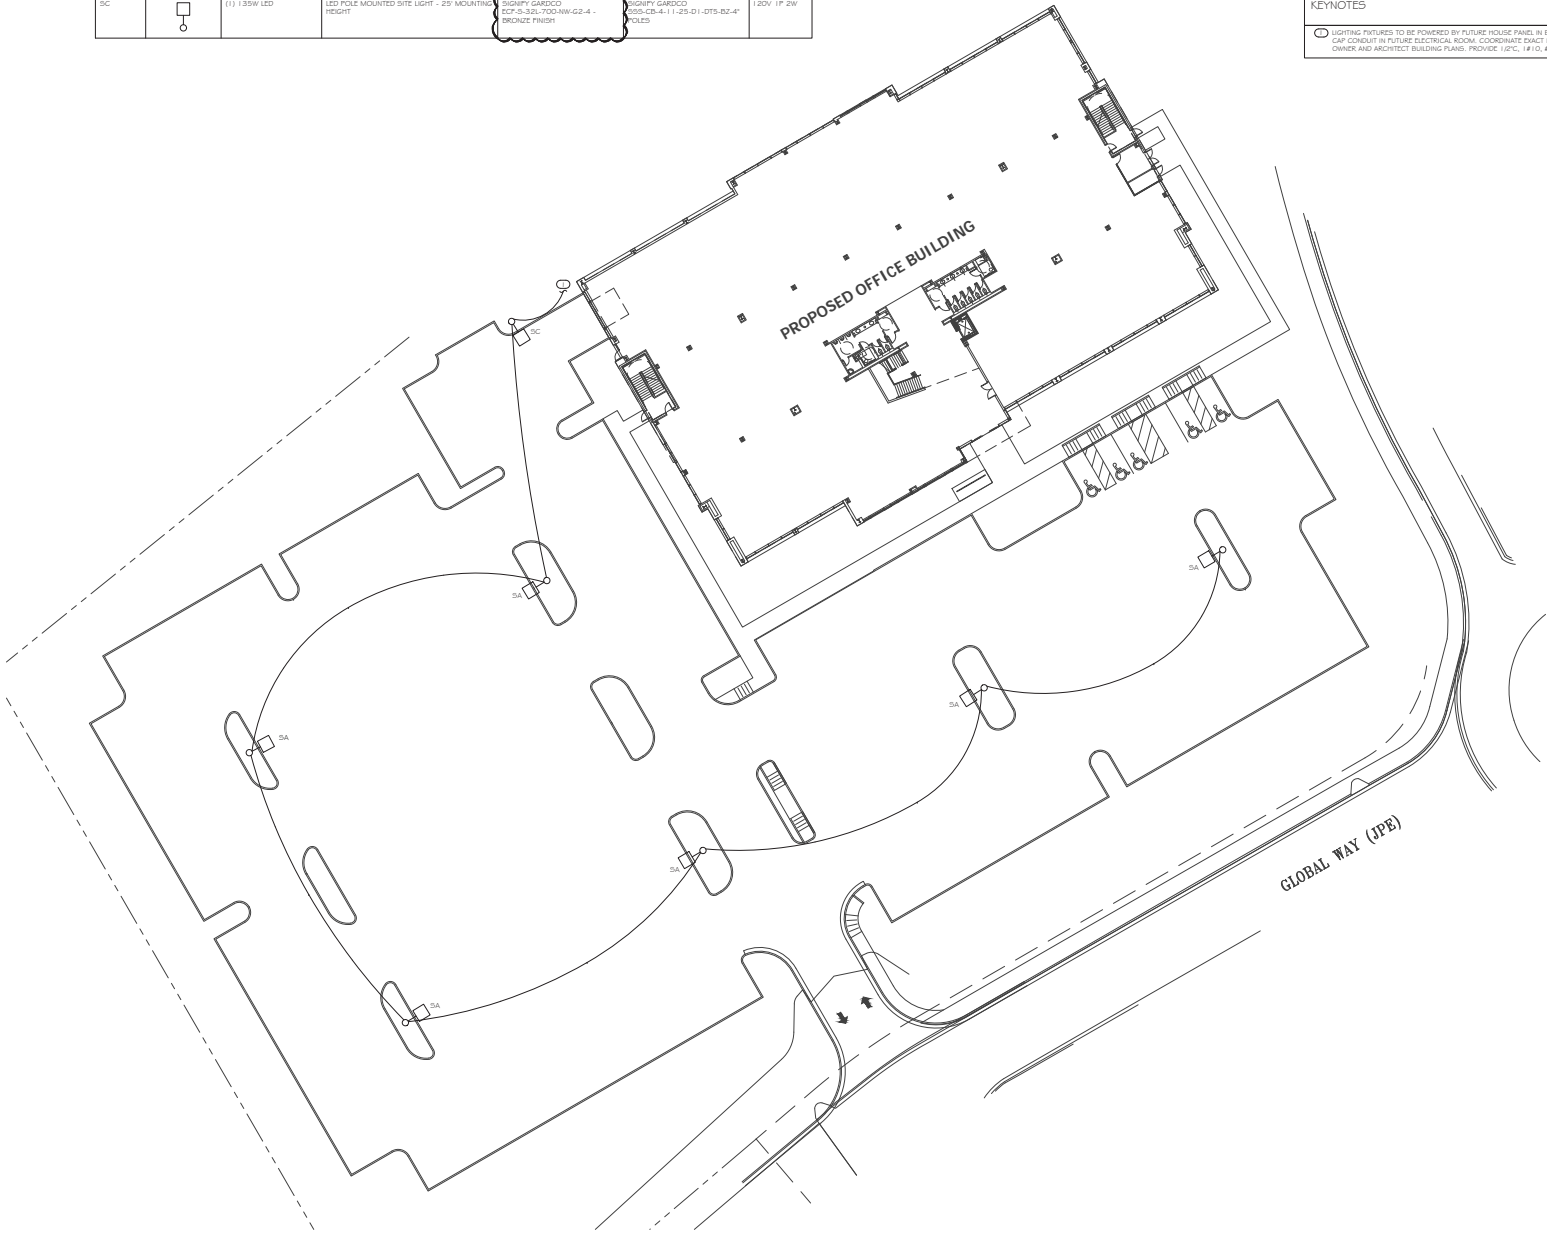 SC
(1) 135W LED
LED POLE MOUNTED SITE LIGHT - 25' MOUNTING
HEIGHT
SIGNIFY GARDCO
ECF-S-32L-700-NW-G2-4 -
BRONZE FINISH
SIGNIFY GARDCO
SSS-CB-4-11-25-D1-DTS-BZ-4"
POLES
120V 1P 2W
KEYNOTES
1 LIGHTING FIXTURES TO BE POWERED BY FUTURE HOUSE PANEL IN
CAP CONDUIT IN FUTURE ELECTRICAL ROOM. COORDINATE EXACT
OWNER AND ARCHITECT BUILDING PLANS. PROVIDE 1/2"C, 1#10,
PROPOSED OFFICE BUILDING
1
SC
SA
SA
SA
SA
SA
SA
GLOBAL WAY (JPE)